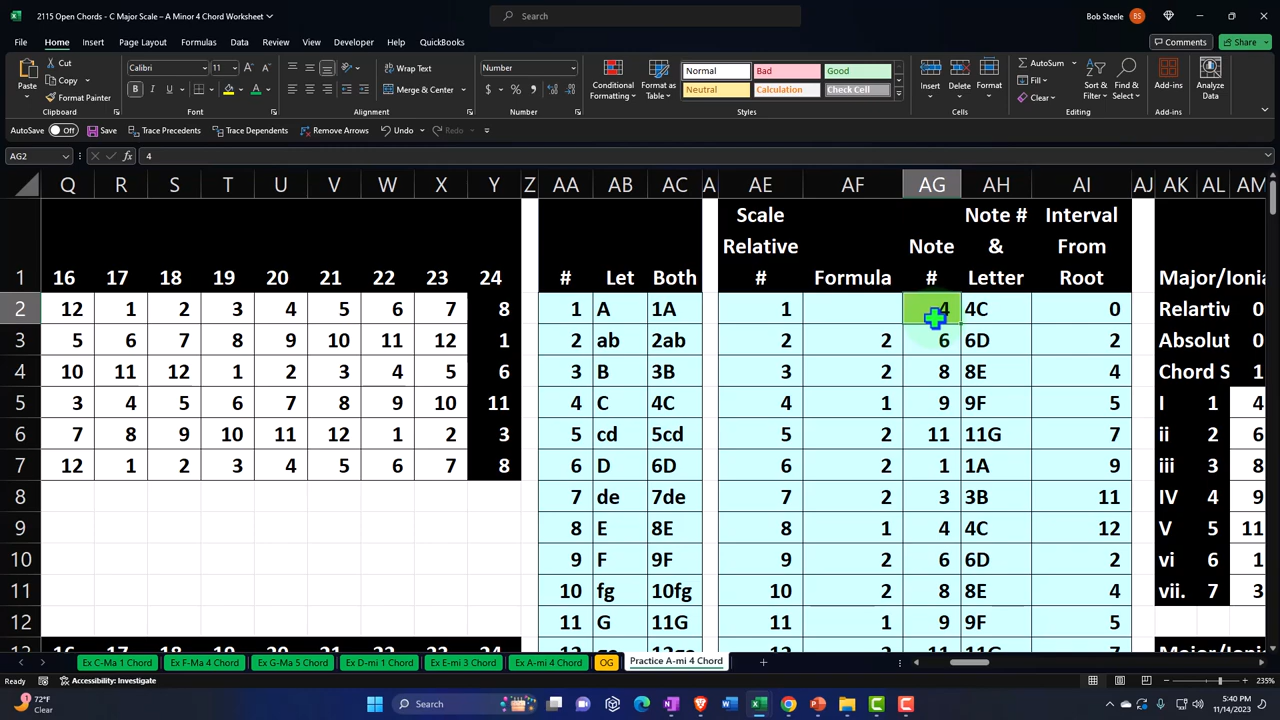 2115 Open Chords - C Major Scale – A Minor 4 Chord Worksheet
Search
Bob Steele BS
File Home Insert Page Layout Formulas Data Review View Developer Automate Help QuickBooks
Comments Share
Paste
Cut
Copy
Format Painter
Clipboard
Calibri 11
B I U
Font
Wrap Text
Merge & Center
Alignment
Number
Number
Conditional Formatting
Format as Table
Normal Bad Good
Neutral Calculation Check Cell
Styles
Insert Delete Format
Cells
AutoSum
Fill
Clear
Sort & Filter
Find & Select
Editing
Add-ins
Add-ins
Analyze Data
AutoSave Off Save Trace Precedents Trace Dependents Remove Arrows Undo Redo
AG2 fx 4
Q R S T U V W X Y Z AA AB AC A AE AF AG AH AI AJ AK AL AM
1 16 17 18 19 20 21 22 23 24 # Let Both Scale Relative # Formula Note # Note # & Letter Interval From Root Major/Ionia
2 12 1 2 3 4 5 6 7 8 1 A 1A 1 4 4C 0 Relartiv 0
3 5 6 7 8 9 10 11 12 1 2 ab 2ab 2 2 6 6D 2 Absolut 0
4 10 11 12 1 2 3 4 5 6 3 B 3B 3 2 8 8E 4 Chord S 1
5 3 4 5 6 7 8 9 10 11 4 C 4C 4 1 9 9F 5 I 1 4
6 7 8 9 10 11 12 1 2 3 5 cd 5cd 5 2 11 11G 7 ii 2 6
7 12 1 2 3 4 5 6 7 8 6 D 6D 6 2 1 1A 9 iii 3 8
8 7 de 7de 7 2 3 3B 11 IV 4 9
9 8 E 8E 8 1 4 4C 12 V 5 11
10 9 F 9F 9 2 6 6D 2 vi 6 1
11 10 fg 10fg 10 2 8 8E 4 vii. 7 3
12 11 G 11G 11 1 9 9F 5
Ex C-Ma 1 Chord Ex F-Ma 4 Chord Ex G-Ma 5 Chord Ex D-mi 1 Chord Ex E-mi 3 Chord Ex A-mi 4 Chord OG Practice A-mi 4 Chord
Ready Accessibility: Investigate 235%
72°F
Clear
Search
5:40 PM
11/14/2023